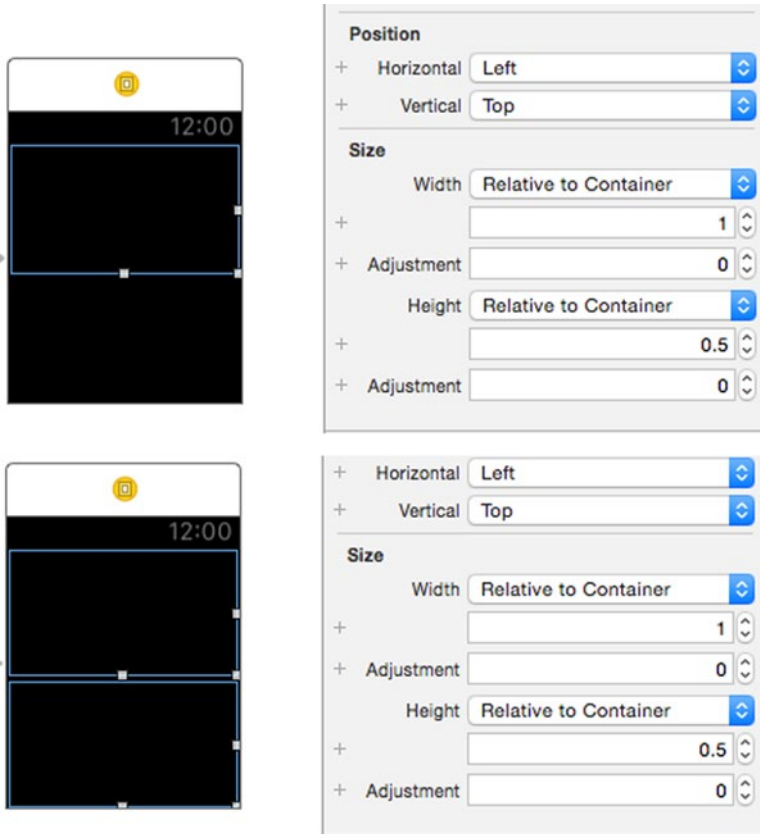 Position
Horizontal Left
12:00
Vertical Top
Size
Width Relative to Container
+ 1
+ Adjustment 0
Height Relative to Container
+ 0.5
+ Adjustment 0
+ Horizontal Left
+ Vertical Top
12:00
Size
Width Relative to Container
+ 1
+ Adjustment 0
Height Relative to Container
+ 0.5
+ Adjustment 0